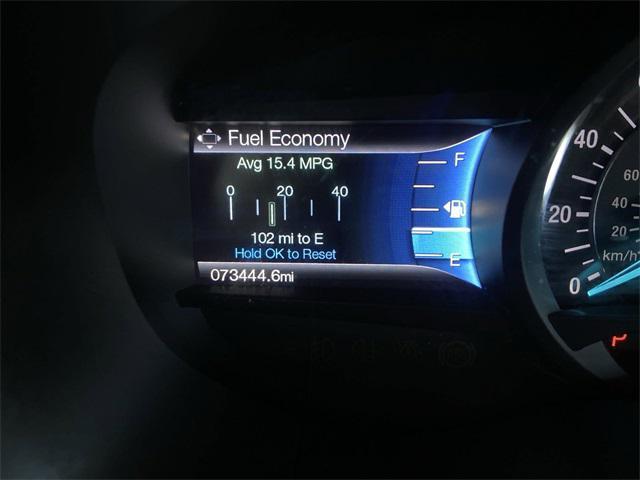 Fuel Economy
Avg 15.4 MPG
0 20 40
102 mi to E
Hold OK to Reset
073444.6mi
F
E
40
20
0
60
40
20
km/h